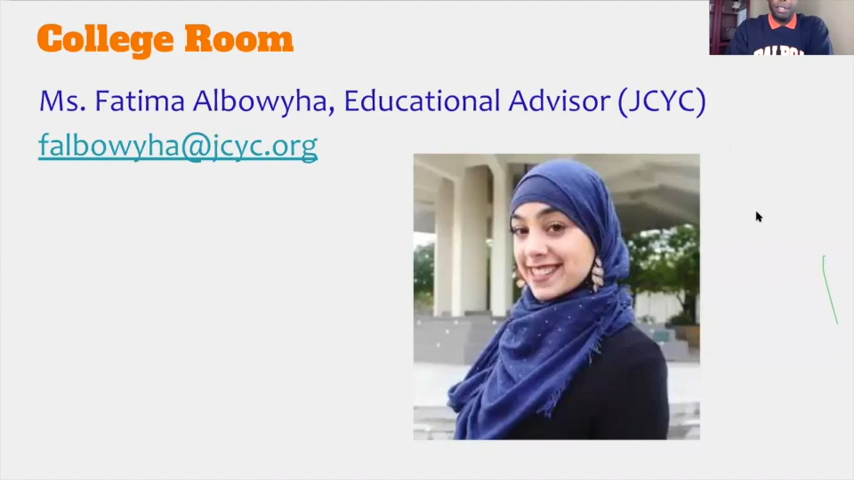 College Room
Ms. Fatima Albowyha, Educational Advisor (JCYC)
falbowyha@jcyc.org